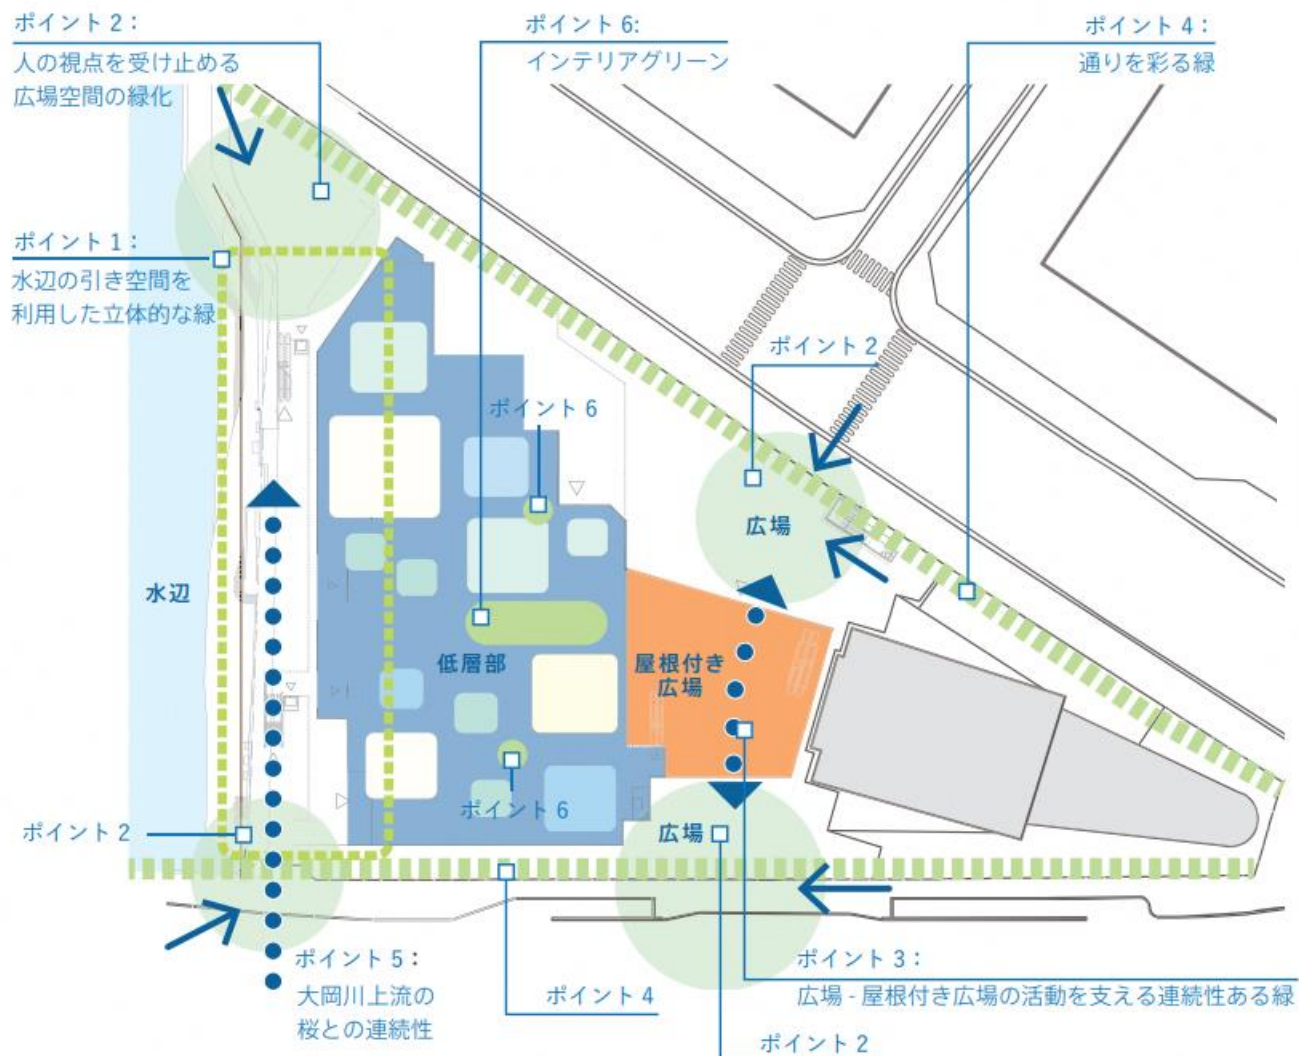 ポイント 2：
人の視点を受け止める
広場空間の緑化
ポイント 6:
インテリアグリーン
ポイント 4：
通りを彩る緑
ポイント 1：
水辺の引き空間を
利用した立体的な緑
ポイント 2
ポイント 6
広場
水辺
低層部
屋根付き
広場
ポイント 6
ポイント 2
広場
ポイント 5：
大岡川上流の
桜との連続性
ポイント 4
ポイント 3：
広場 - 屋根付き広場の活動を支える連続性ある緑
ポイント 2